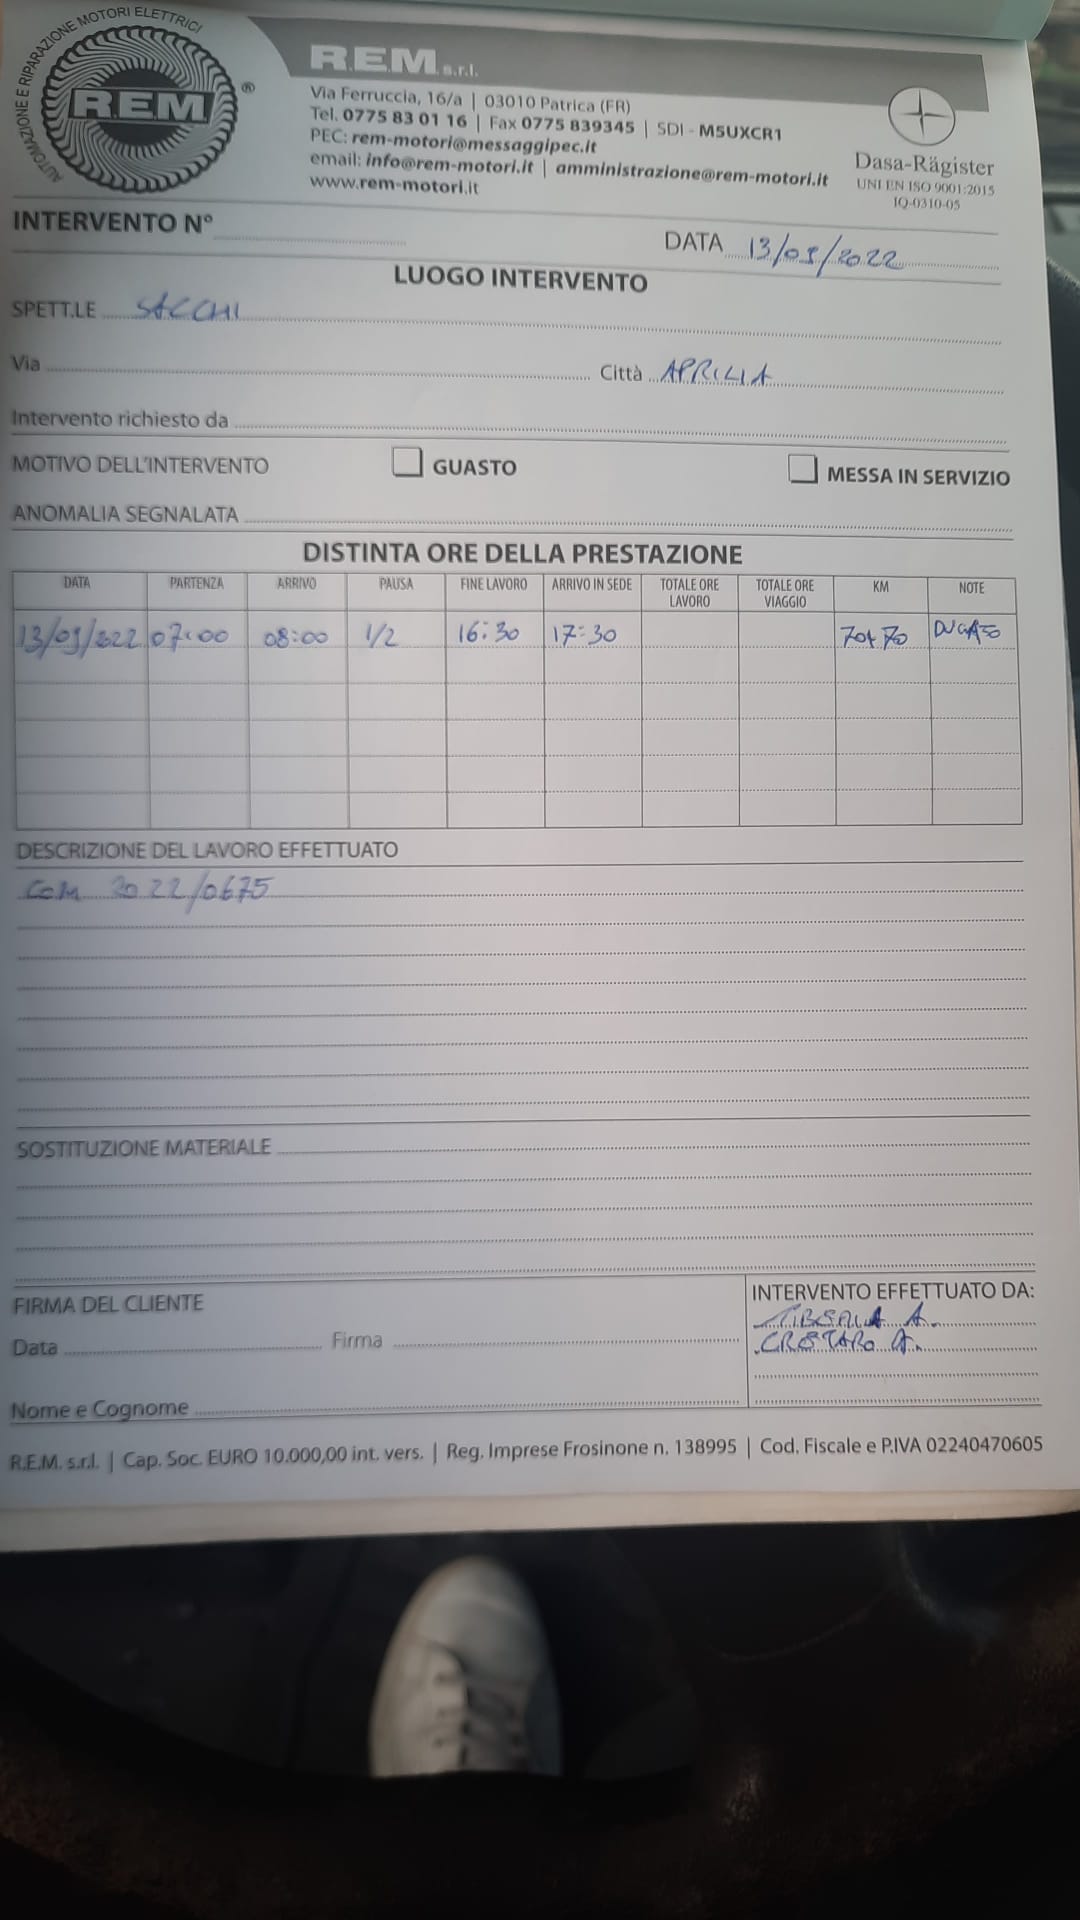 AUTOMAZIONE E RIPARAZIONE MOTORI ELETTRICI
R.E.M. ®
R.E.M. s.r.l.
Via Ferruccia, 16/a | 03010 Patrica (FR)
Tel. 0775 83 01 16 | Fax 0775 839345 | SDI - M5UXCR1
PEC: rem-motori@messaggipec.it
email: info@rem-motori.it | amministrazione@rem-motori.it
www.rem-motori.it
Dasa-Rägister
UNI EN ISO 9001:2015
IQ-0310-05
INTERVENTO N°
DATA 13/09/2022
LUOGO INTERVENTO
SPETT.LE SACCHI
Via Città APRILIA
Intervento richiesto da
MOTIVO DELL'INTERVENTO GUASTO MESSA IN SERVIZIO
ANOMALIA SEGNALATA
DISTINTA ORE DELLA PRESTAZIONE
DATA PARTENZA ARRIVO PAUSA FINE LAVORO ARRIVO IN SEDE TOTALE ORE LAVORO TOTALE ORE VIAGGIO KM NOTE
13/09/2022 07:00 08:00 1/2 16:30 17:30 70+70 DUCATO
DESCRIZIONE DEL LAVORO EFFETTUATO
COM 2022/0675
SOSTITUZIONE MATERIALE
FIRMA DEL CLIENTE
Data Firma
Nome e Cognome
INTERVENTO EFFETTUATO DA:
A.
CROSTARO A.
R.E.M. s.r.l. | Cap. Soc. EURO 10.000,00 int. vers. | Reg. Imprese Frosinone n. 138995 | Cod. Fiscale e P.IVA 02240470605